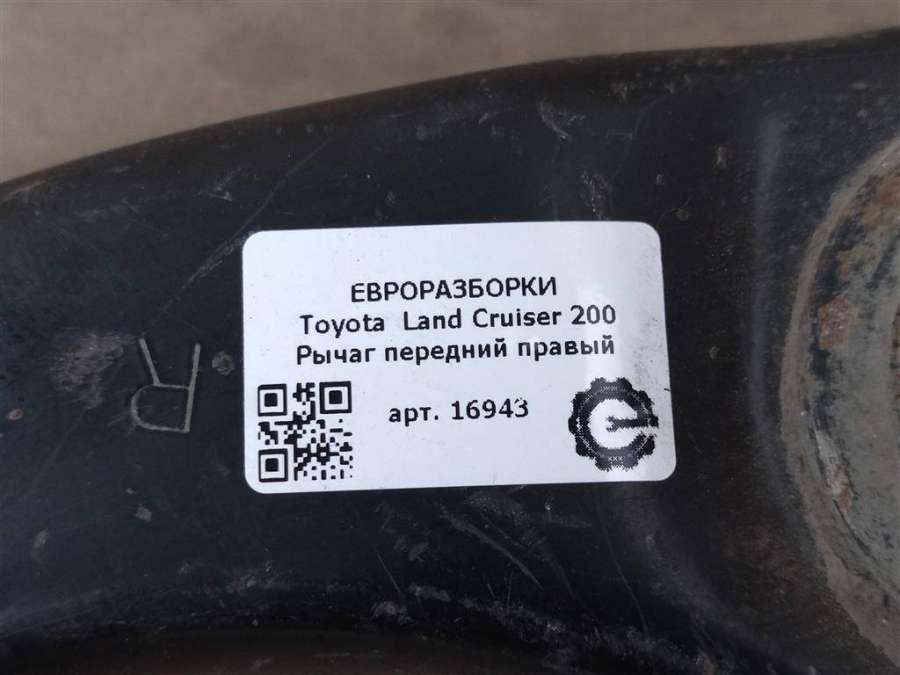 ЕВРОРАЗБОРКИ
Toyota Land Cruiser 200
Рычаг передний правый
арт. 16943
R